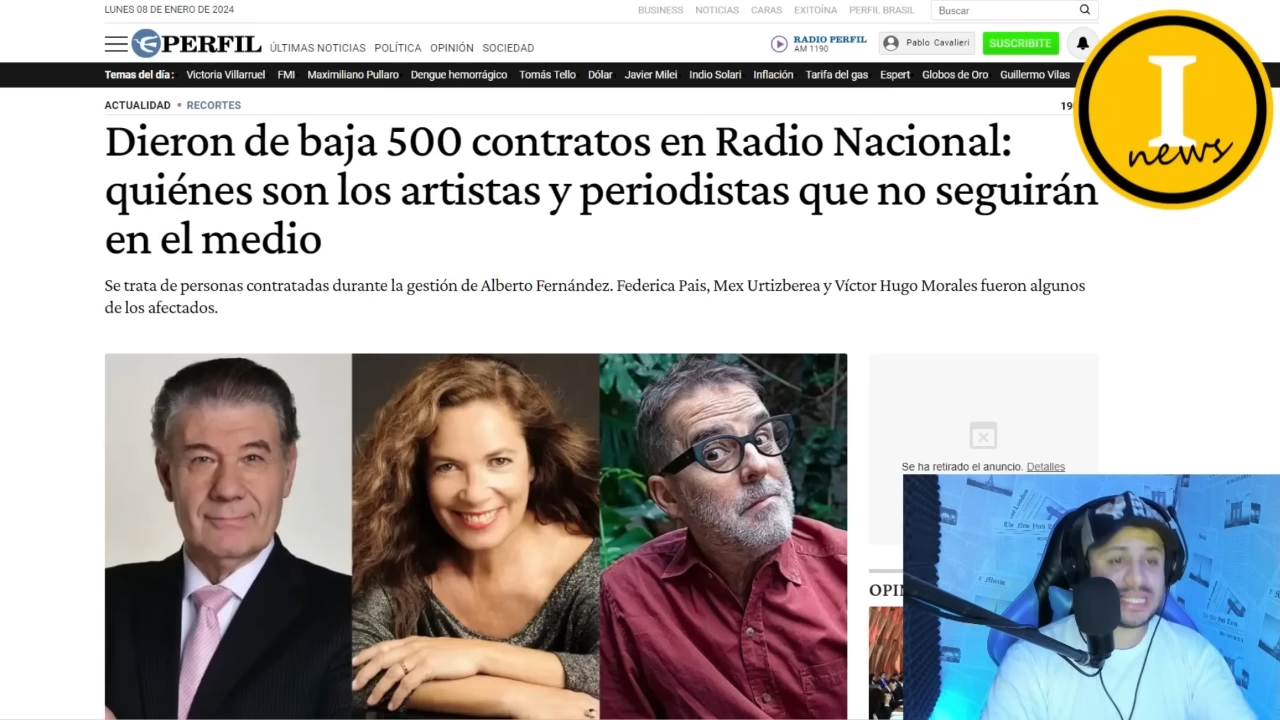 LUNES 08 DE ENERO DE 2024
BUSINESS NOTICIAS CARAS EXITOÍNA PERFIL BRASIL
Buscar
PERFIL
ÚLTIMAS NOTICIAS POLÍTICA OPINIÓN SOCIEDAD
RADIO PERFIL
AM 1190
Pablo Cavalieri
SUSCRIBITE
Temas del día: Victoria Villarruel FMI Maximiliano Pullaro Dengue hemorrágico Tomás Tello Dólar Javier Milei Indio Solari Inflación Tarifa del gas Espert Globos de Oro Guillermo Vilas
I
news
ACTUALIDAD • RECORTES
Dieron de baja 500 contratos en Radio Nacional:
quiénes son los artistas y periodistas que no seguirán
en el medio
Se trata de personas contratadas durante la gestión de Alberto Fernández. Federica Pais, Mex Urtizberea y Víctor Hugo Morales fueron algunos
de los afectados.
Se ha retirado el anuncio. Detalles